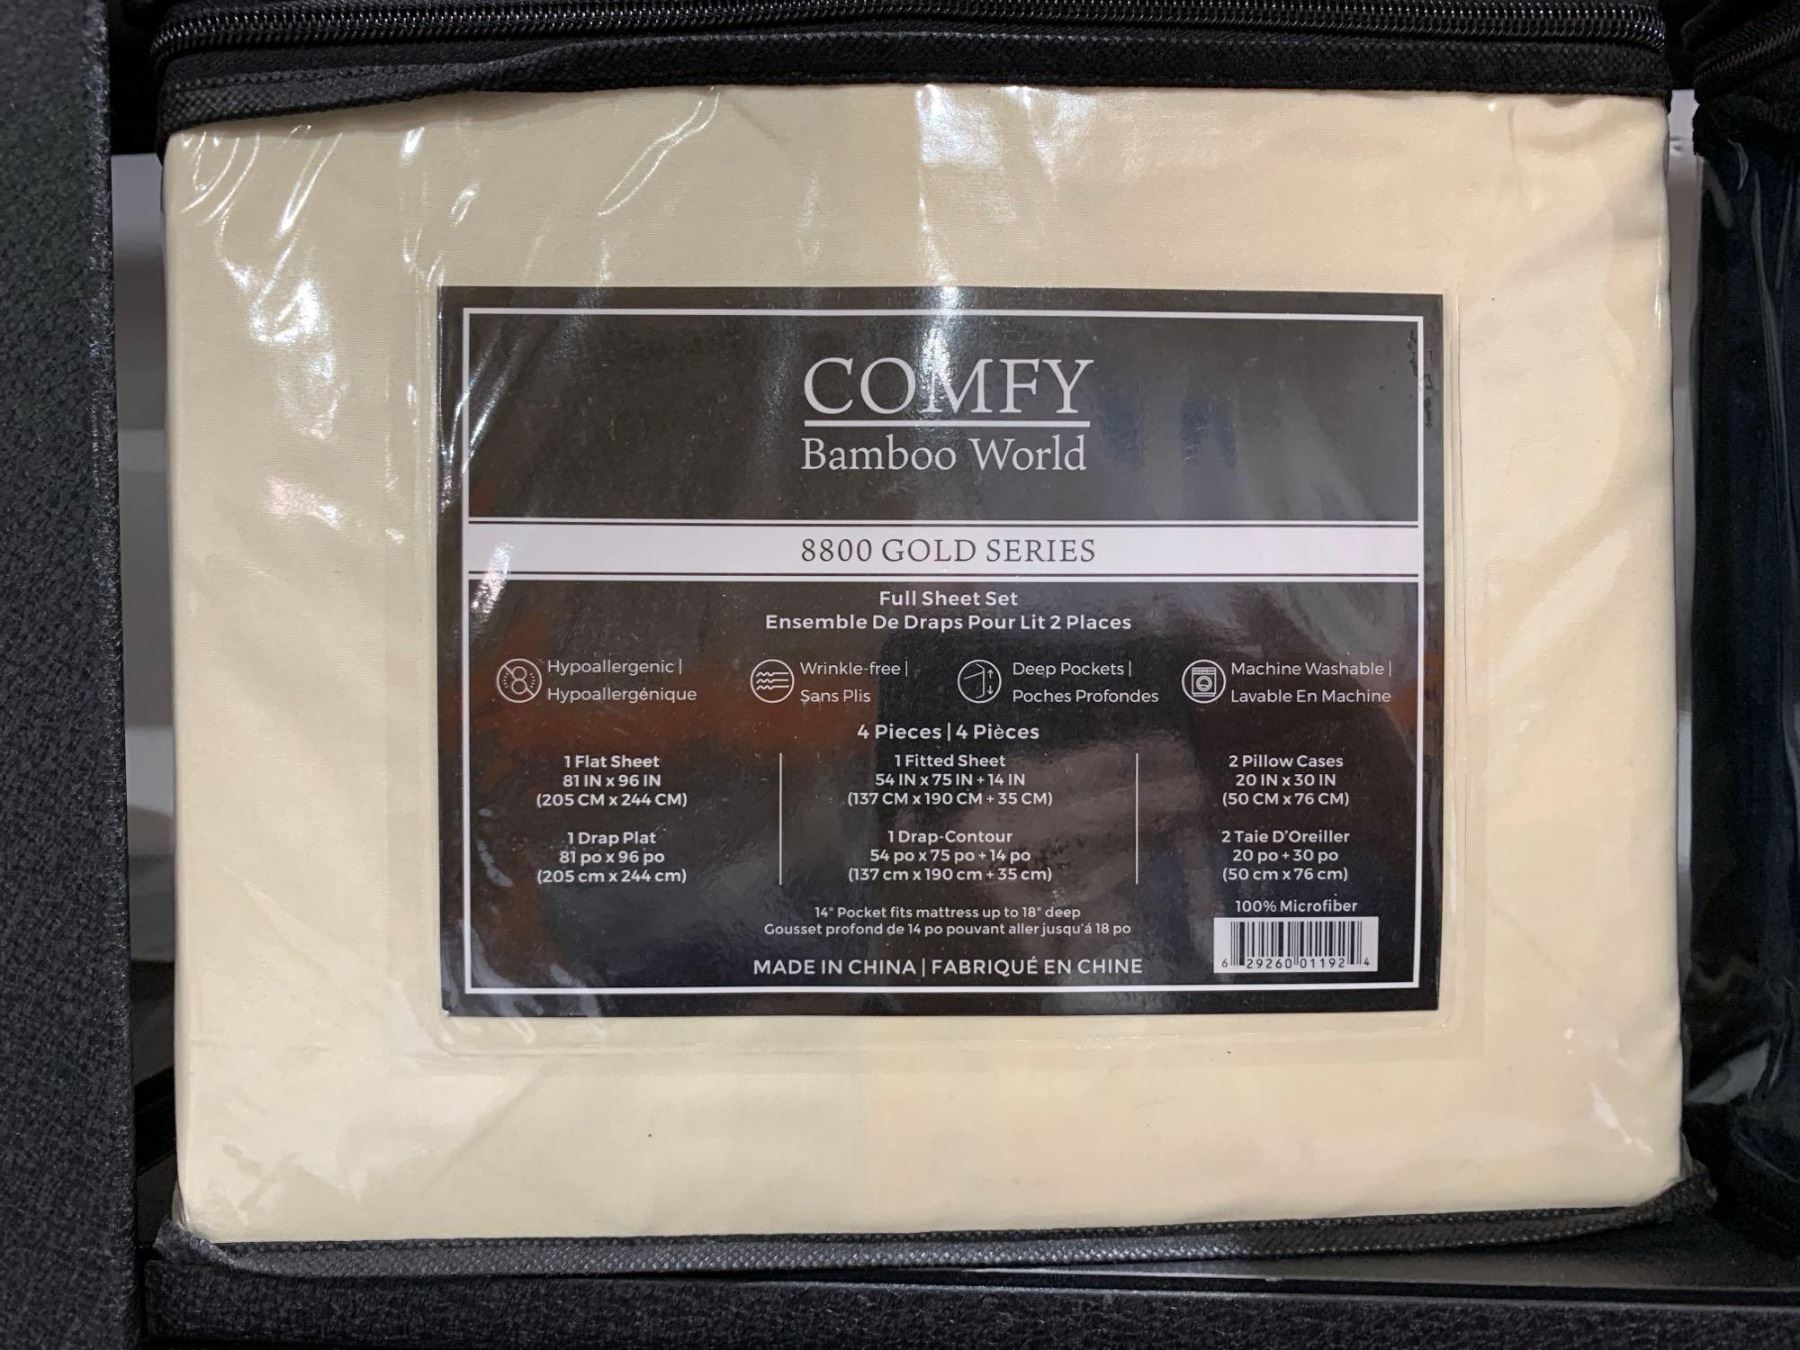 COMFY
Bamboo World
8800 GOLD SERIES
Full Sheet Set
Ensemble De Draps Pour Lit 2 Places
Hypoallergenic |
Hypoallergénique
Wrinkle-free |
Sans Plis
Deep Pockets |
Poches Profondes
Machine Washable |
Lavable En Machine
4 Pieces | 4 Pièces
1 Flat Sheet
81 IN x 96 IN
(205 CM x 244 CM)
1 Drap Plat
81 po x 96 po
(205 cm x 244 cm)
1 Fitted Sheet
54 IN x 75 IN + 14 IN
(137 CM x 190 CM + 35 CM)
1 Drap-Contour
54 po x 75 po + 14 po
(137 cm x 190 cm + 35 cm)
2 Pillow Cases
20 IN x 30 IN
(50 CM x 76 CM)
2 Taie D'Oreiller
20 po + 30 po
(50 cm x 76 cm)
100% Microfiber
14" Pocket fits mattress up to 18" deep
Gousset profond de 14 po pouvant aller jusqu'á 18 po
MADE IN CHINA | FABRIQUÉ EN CHINE
6 29260 01192 4